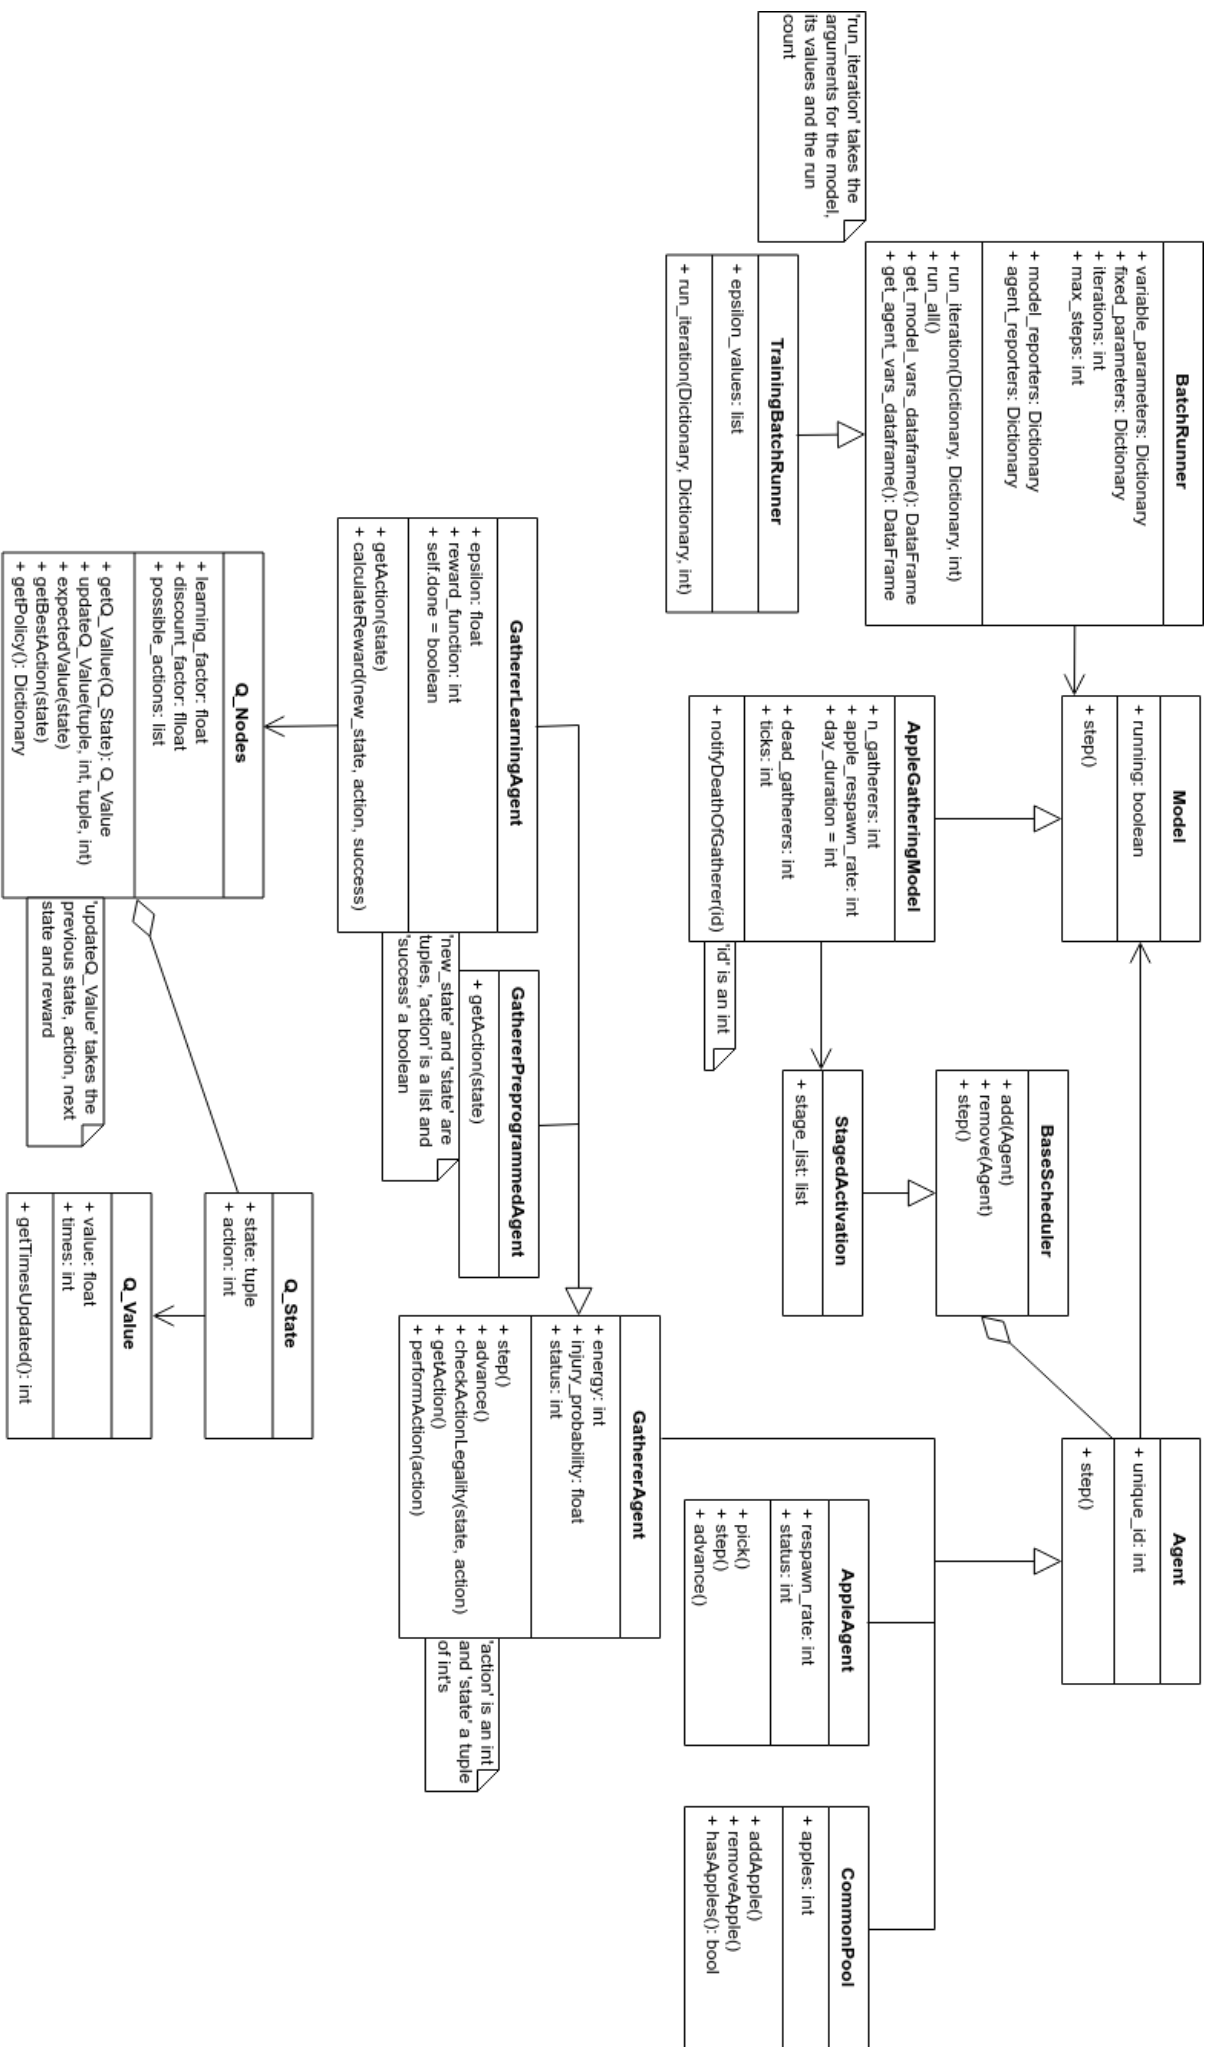 BatchRunner
+ variable_parameters: Dictionary
+ fixed_parameters: Dictionary
+ iterations: int
+ max_steps: int
+ model_reporters: Dictionary
+ agent_reporters: Dictionary
+ run_iteration(Dictionary, Dictionary, int)
+ run_all()
+ get_model_vars_dataframe(): DataFrame
+ get_agent_vars_dataframe(): DataFrame
'run_iteration' takes the
arguments for the model,
its values and the run
count
TrainingBatchRunner
+ epsilon_values: list
+ run_iteration(Dictionary, Dictionary, int)
Model
+ running: boolean
+ step()
AppleGatheringModel
+ n_gatherers: int
+ apple_respawn_rate: int
+ day_duration = int
+ dead_gatherers: int
+ ticks: int
+ notifyDeathOfGatherer(id)
'id' is an int
BaseScheduler
+ add(Agent)
+ remove(Agent)
+ step()
StagedActivation
+ stage_list: list
Agent
+ unique_id: int
+ step()
AppleAgent
+ respawn_rate: int
+ status: int
+ pick()
+ step()
+ advance()
CommonPool
+ apples: int
+ addApple()
+ removeApple()
+ hasApples(): bool
GathererAgent
+ energy: int
+ injury_probability: float
+ status: int
+ step()
+ advance()
+ checkActionLegality(state, action)
+ getAction()
+ performAction(action)
'action' is an int
and 'state' a tuple
of int's
GathererLearningAgent
+ epsilon: float
+ reward_function: int
+ self.done = boolean
+ getAction(state)
+ calculateReward(new_state, action, success)
'new_state' and 'state' are
tuples, 'action' is a list and
'success' a boolean
GathererPreprogrammedAgent
+ getAction(state)
Q_Nodes
+ learning_factor: float
+ discount_factor: flloat
+ possible_actions: list
+ getQ_Vallue(Q_State): Q_Value
+ updateQ_Value(tuple, int, tuple, int)
+ expectedValue(state)
+ getBestAction(state)
+ getPolicy(): Dictionary
'updateQ_Value' takes the
previous state, action, next
state and reward
Q_State
+ state: tuple
+ action: int
Q_Value
+ value: float
+ times: int
+ getTimesUpdated(): int